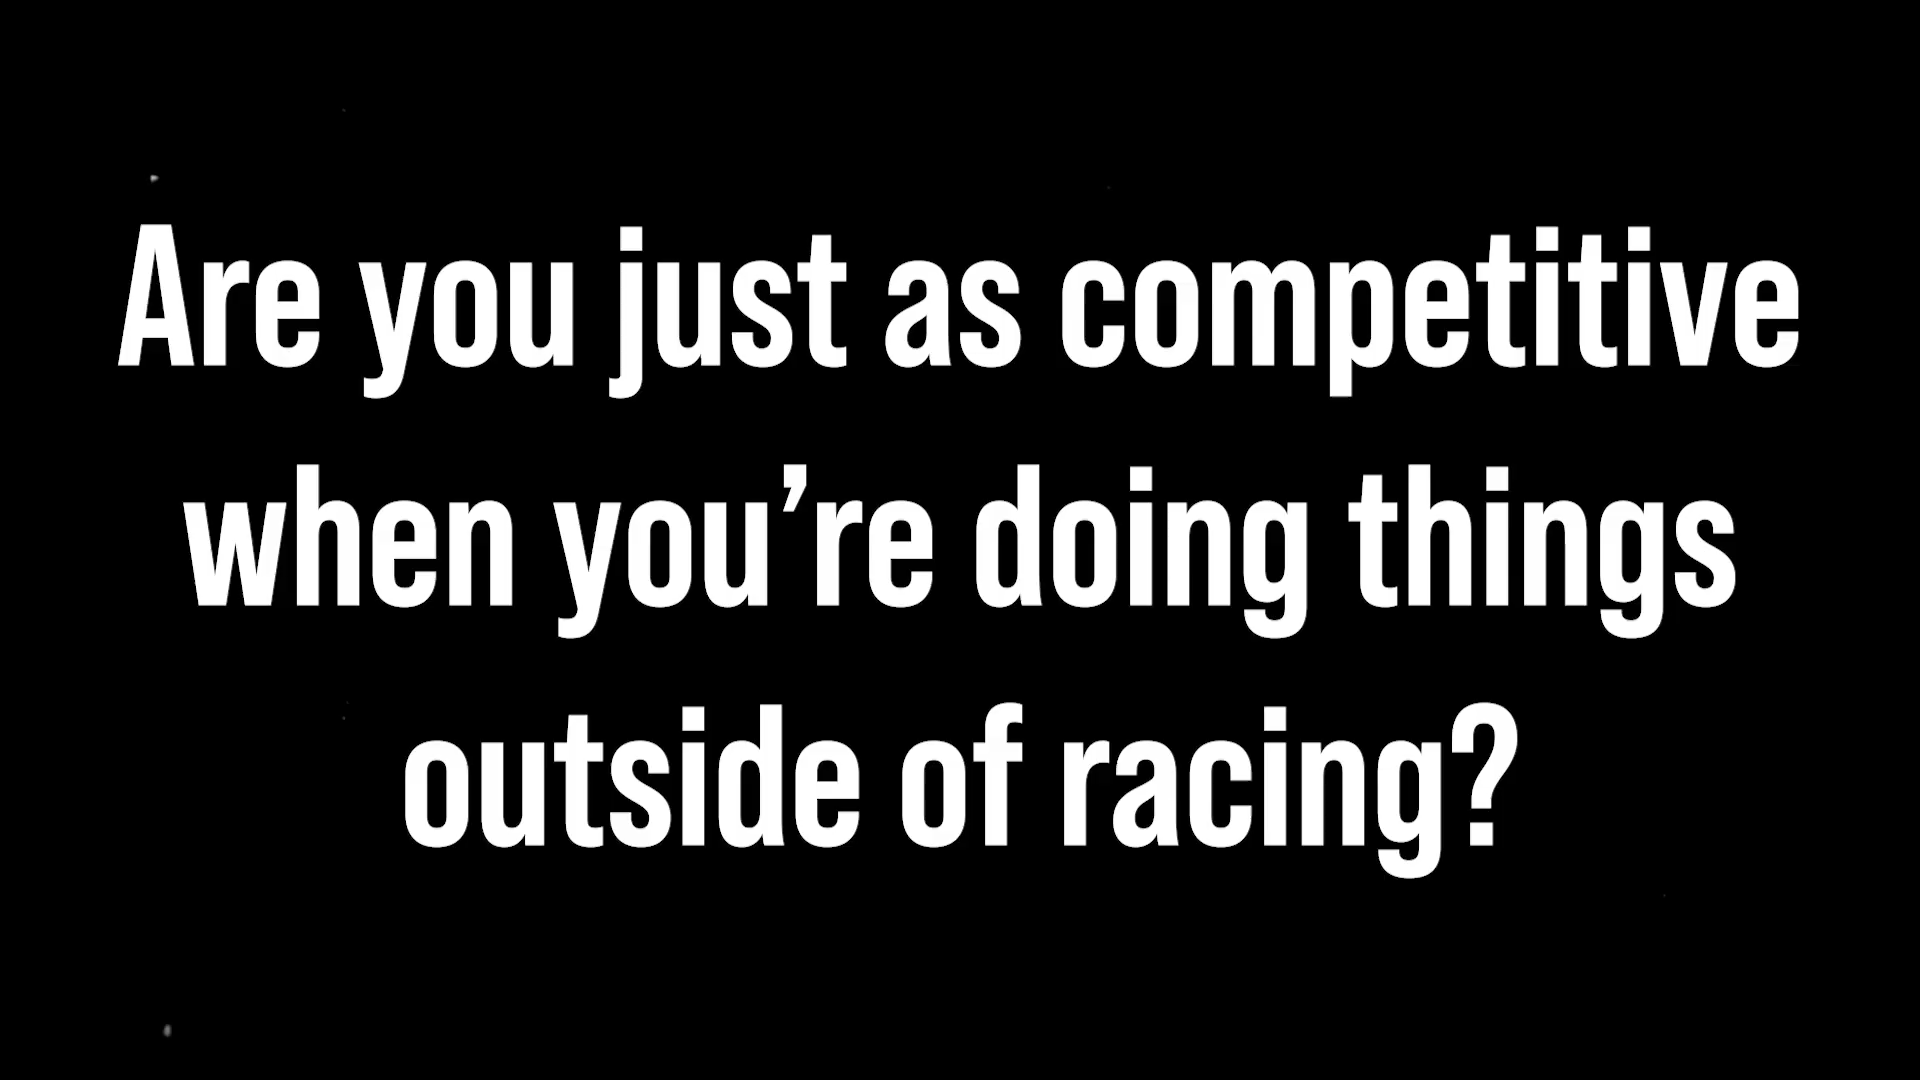 Are you just as competitive
when you’re doing things
outside of racing?